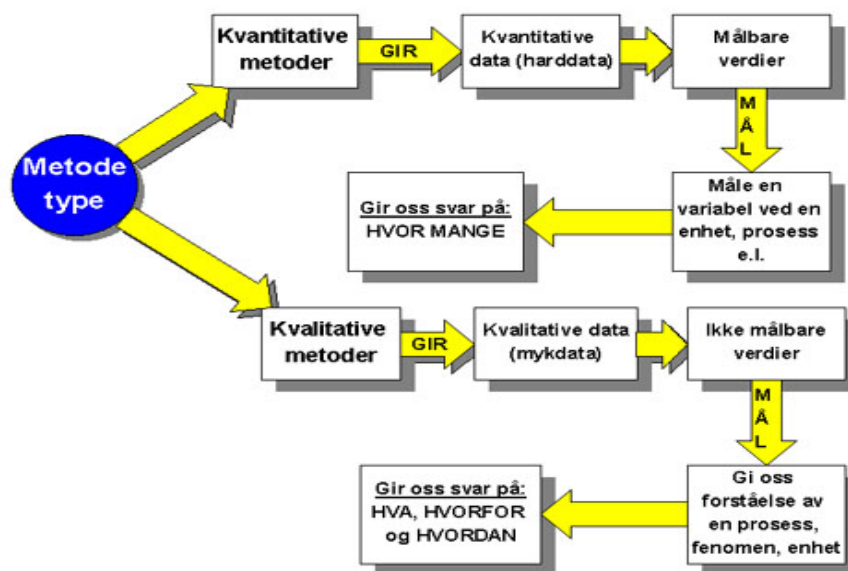 Metode
type
Kvantitative
metoder
GIR
Kvantitative
data (harddata)
Målbare
verdier
MÅL
Måle en
variabel ved en
enhet, prosess
e.l.
Gir oss svar på:
HVOR MANGE
Kvalitative
metoder
GIR
Kvalitative data
(mykdata)
Ikke målbare
verdier
MÅL
Gi oss
forståelse av
en prosess,
fenomen, enhet
Gir oss svar på:
HVA, HVORFOR
og HVORDAN